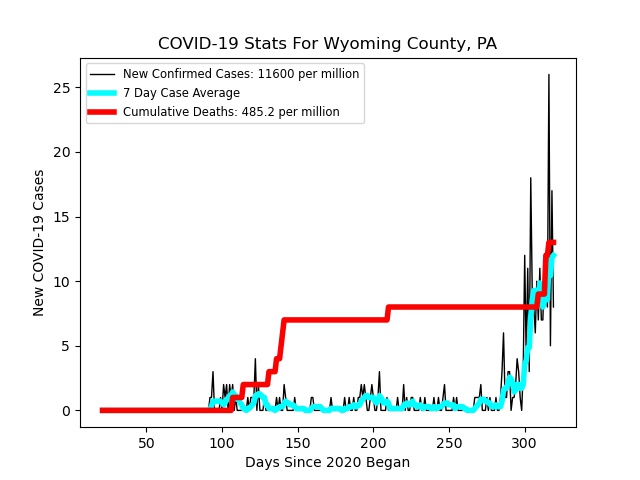 COVID-19 Stats For Wyoming County, PA
New Confirmed Cases: 11600 per million
7 Day Case Average
Cumulative Deaths: 485.2 per million
New COVID-19 Cases
25
20
15
10
5
0
50 100 150 200 250 300
Days Since 2020 Began